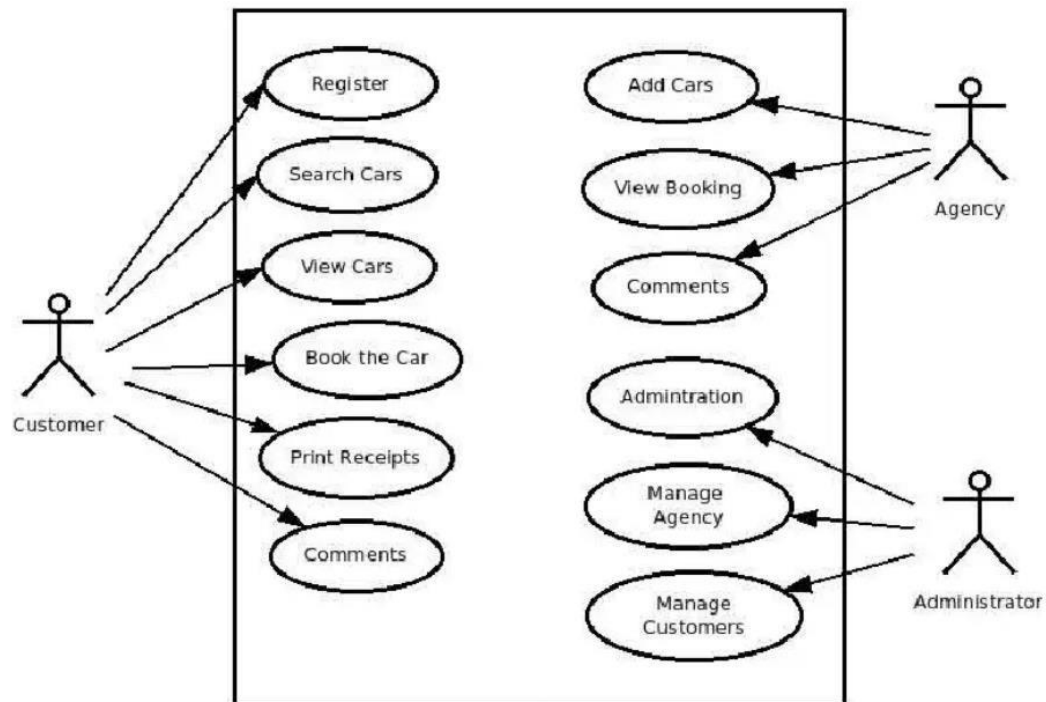 Register
Search Cars
View Cars
Book the Car
Print Receipts
Comments
Customer
Add Cars
View Booking
Comments
Agency
Admintration
Manage
Agency
Manage
Customers
Administrator